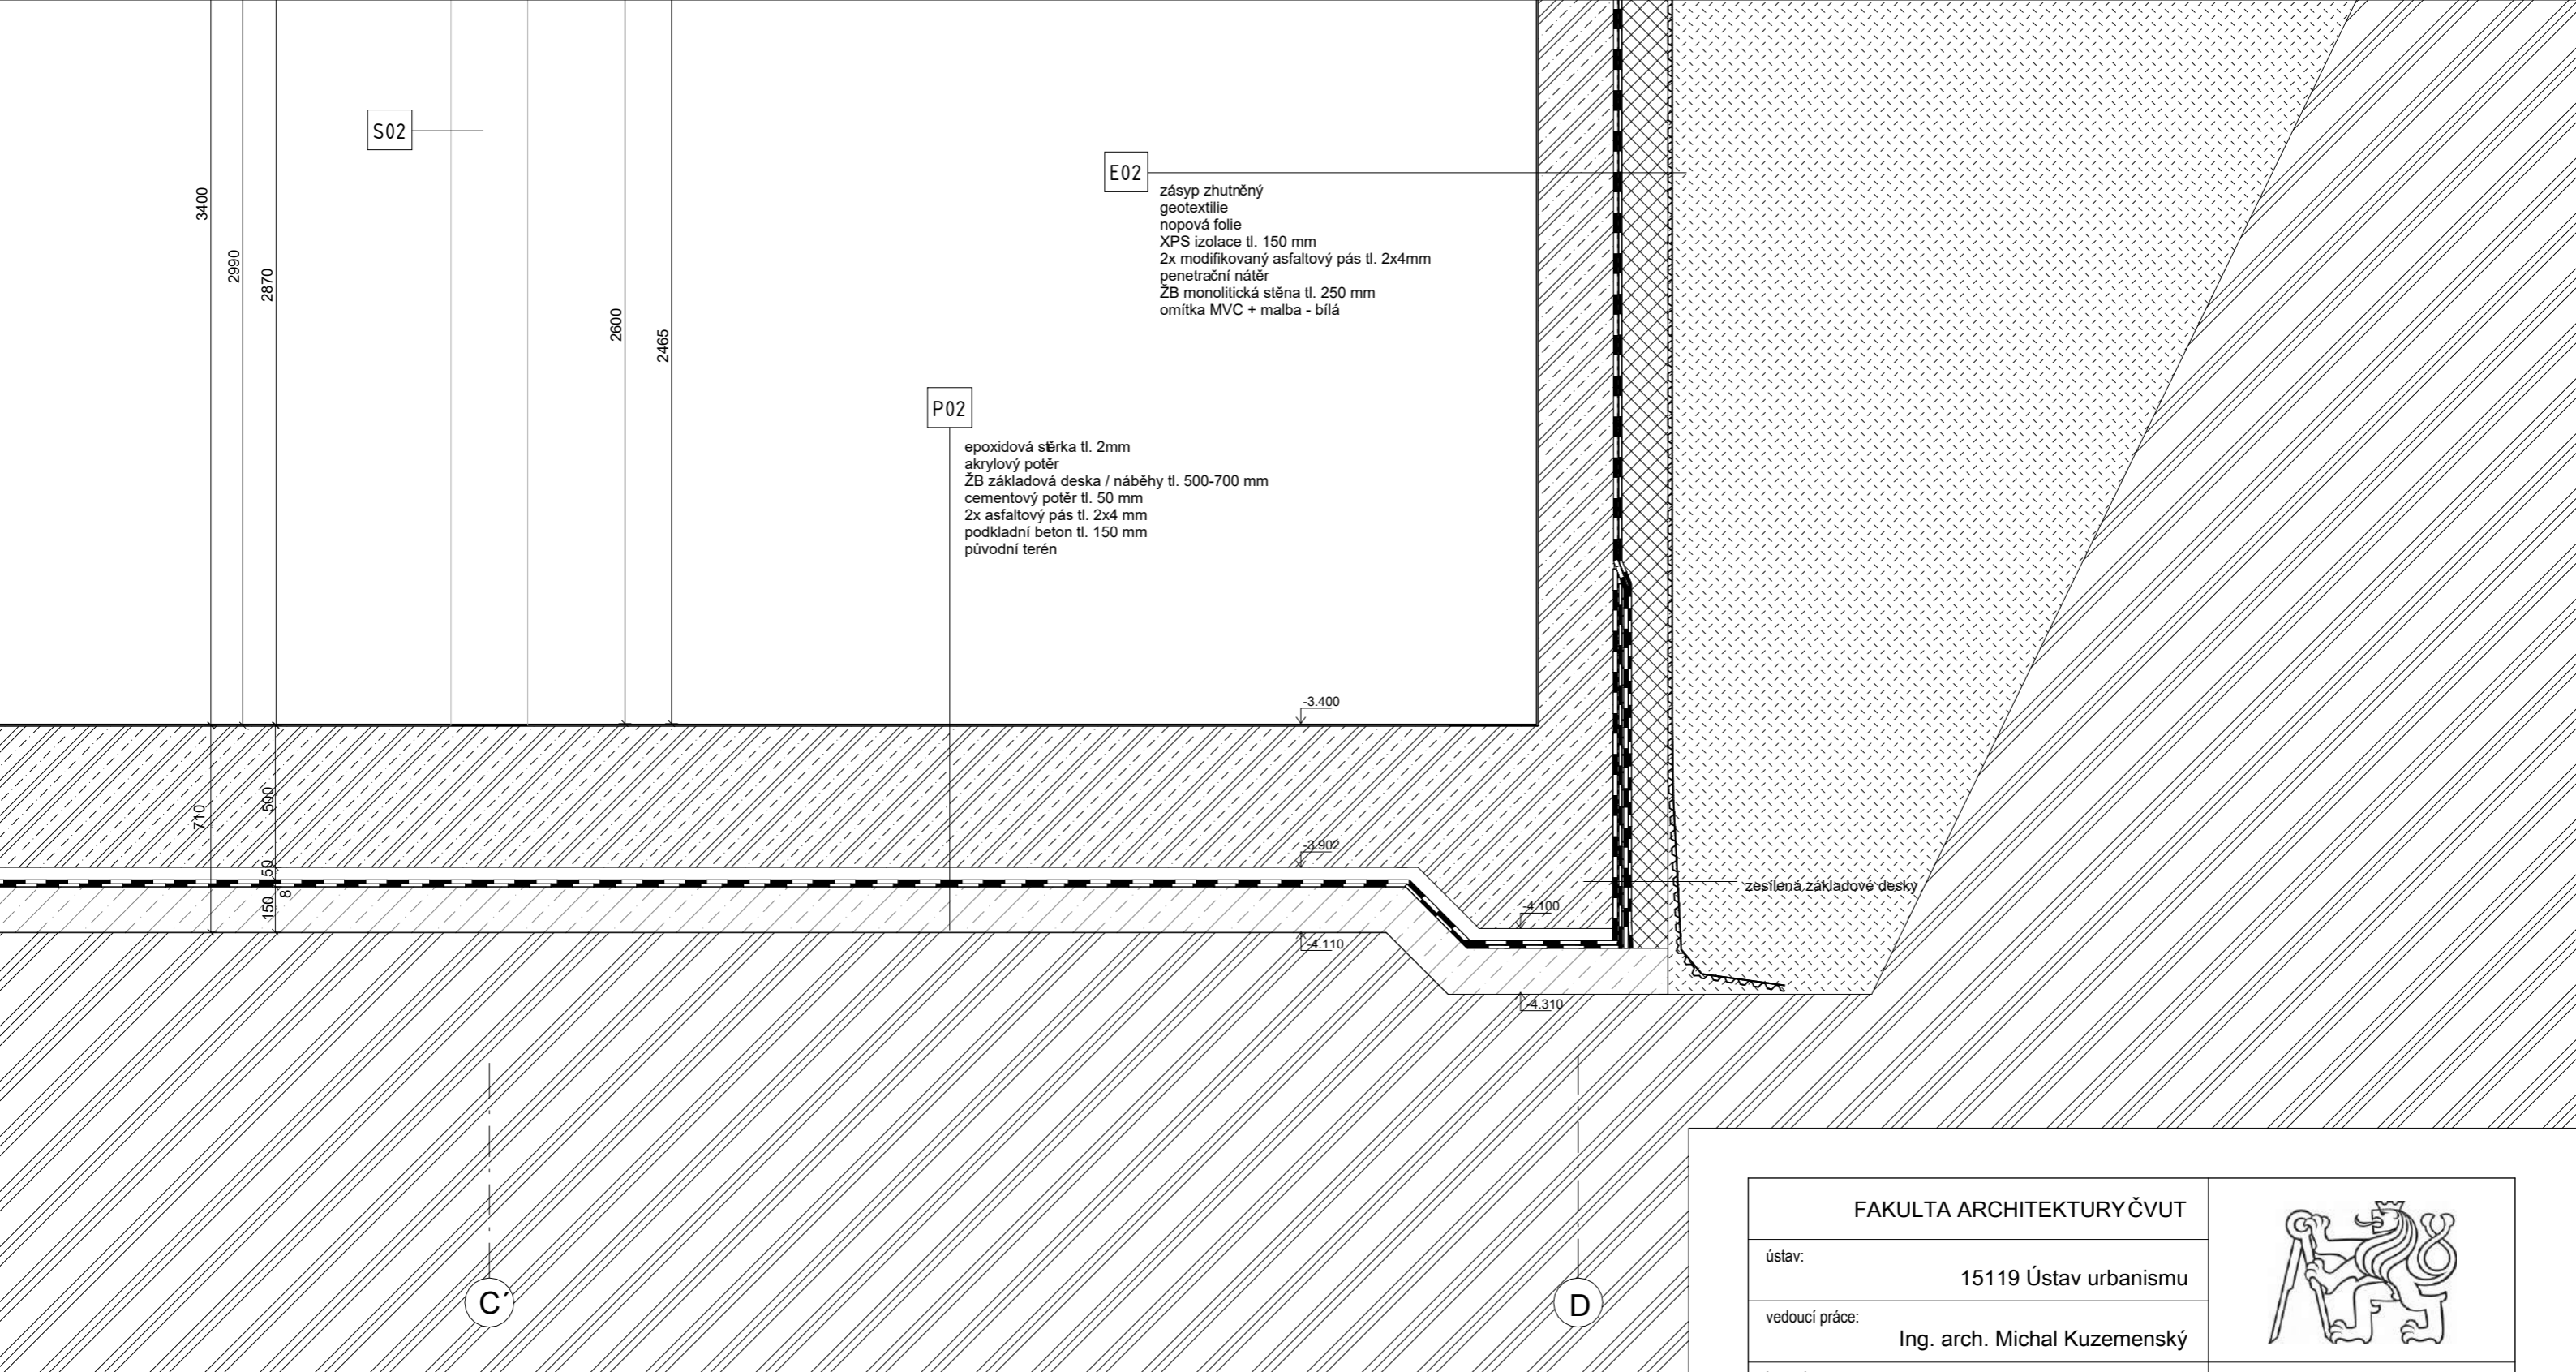 S02
3400
2990
2870
2600
2465
E02
zásyp zhutněný
geotextilie
nopová folie
XPS izolace tl. 150 mm
2x modifikovaný asfaltový pás tl. 2x4mm
penetrační nátěr
ŽB monolitická stěna tl. 250 mm
omítka MVC + malba - bílá
P02
epoxidová stěrka tl. 2mm
akrylový potěr
ŽB základová deska / náběhy tl. 500-700 mm
cementový potěr tl. 50 mm
2x asfaltový pás tl. 2x4 mm
podkladní beton tl. 150 mm
původní terén
-3.400
710
500
50
8
150
-3.902
-4.110
-4.100
-4.310
zesílená základové desky
C´
D
FAKULTA ARCHITEKTURY ČVUT
ústav:
15119 Ústav urbanismu
vedoucí práce:
Ing. arch. Michal Kuzemenský